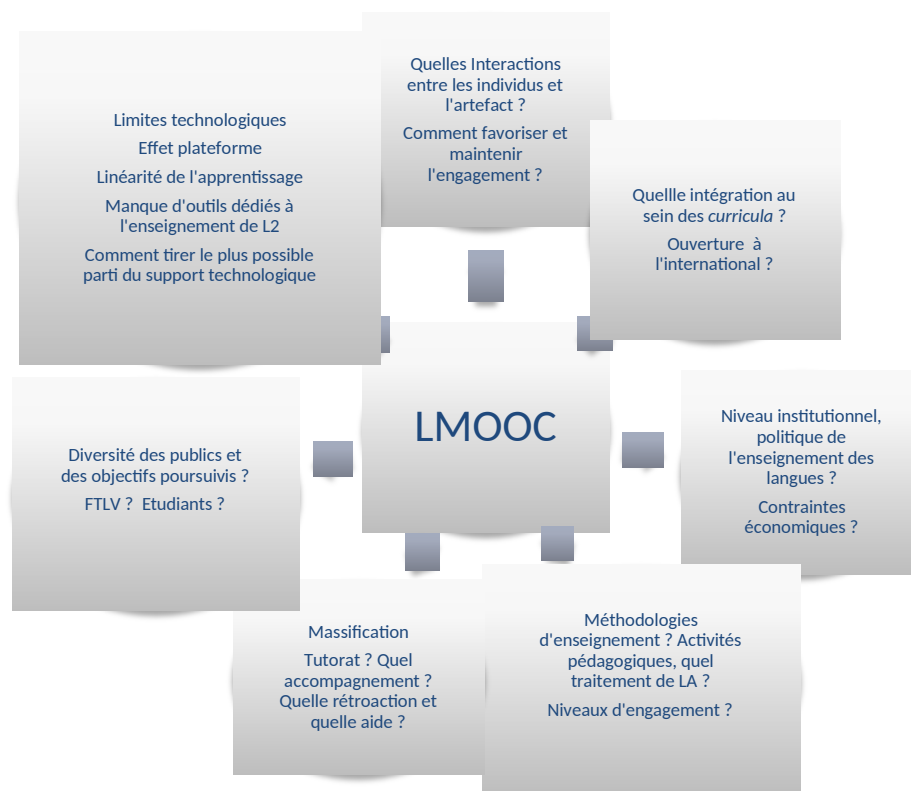 Quelles Interactions
entre les individus et
l'artefact ?
Comment favoriser et
maintenir
l'engagement ?
Limites technologiques
Effet plateforme
Linéarité de l'apprentissage
Manque d'outils dédiés à
l'enseignement de L2
Comment tirer le plus possible
parti du support technologique
Quellle intégration au
sein des curricula ?
Ouverture à
l'international ?
LMOOC
Niveau institutionnel,
politique de
l'enseignement des
langues ?
Contraintes
économiques ?
Diversité des publics et
des objectifs poursuivis ?
FTLV ? Etudiants ?
Massification
Tutorat ? Quel
accompagnement ?
Quelle rétroaction et
quelle aide ?
Méthodologies
d'enseignement ? Activités
pédagogiques, quel
traitement de LA ?
Niveaux d'engagement ?